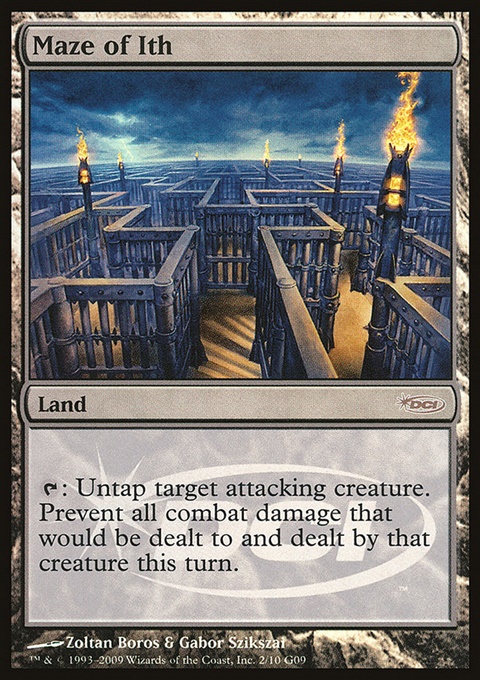 Maze of Ith
Land
DCI
: Untap target attacking creature.
Prevent all combat damage that
would be dealt to and dealt by that
creature this turn.
DCI
™
Zoltan Boros & Gabor Szikszai
™ & © 1993–2009 Wizards of the Coast, Inc. 2/10 G09